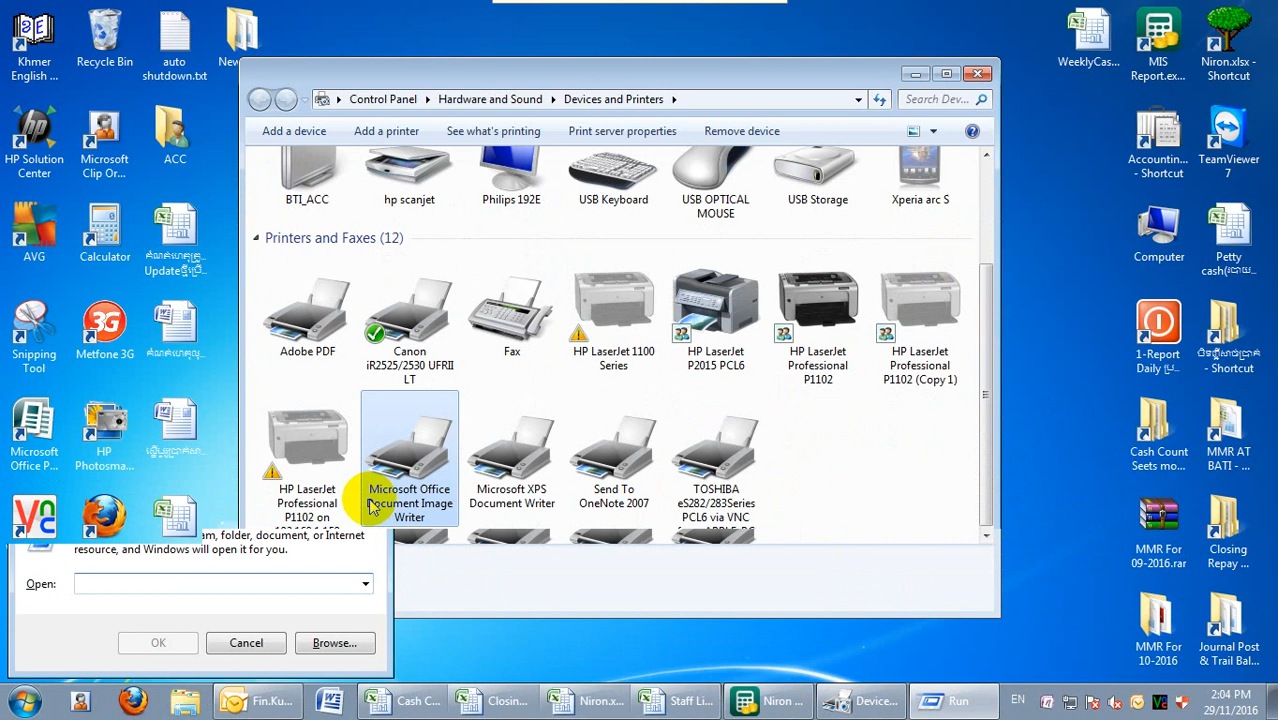 Khmer
English ...
Recycle Bin
auto
shutdown.txt
New
HP Solution
Center
Microsoft
Clip Or...
ACC
AVG
Calculator
Snipping
Tool
Metfone 3G
Microsoft
Office P...
HP
Photosma...
Control Panel
Hardware and Sound
Devices and Printers
Search Dev...
Add a device
Add a printer
See what's printing
Print server properties
Remove device
BTI_ACC
hp scanjet
Philips 192E
USB Keyboard
USB OPTICAL
MOUSE
USB Storage
Xperia arc S
Printers and Faxes (12)
Adobe PDF
Canon
iR2525/2530 UFRII
LT
Fax
HP LaserJet 1100
Series
HP LaserJet
P2015 PCL6
HP LaserJet
Professional
P1102
HP LaserJet
Professional
P1102 (Copy 1)
HP LaserJet
Professional
P1102 on
Microsoft Office
Document Image
Writer
Microsoft XPS
Document Writer
Send To
OneNote 2007
TOSHIBA
eS282/283Series
PCL6 via VNC
am, folder, document, or Internet
resource, and Windows will open it for you.
Open:
OK
Cancel
Browse...
WeeklyCas...
MIS
Report.ex...
Niron.xlsx -
Shortcut
Accountin...
- Shortcut
TeamViewer
7
Computer
Petty
1-Report
Daily
- Shortcut
Cash Count
Seets mo...
MMR AT
BATI ...
MMR For
09-2016.rar
Closing
Repay ...
MMR For
10-2016
Journal Post
& Trail Bal...
Fin.Ku...
Cash C...
Closin...
Niron.x...
Staff Li...
Niron ...
Device...
Run
EN
2:04 PM
29/11/2016